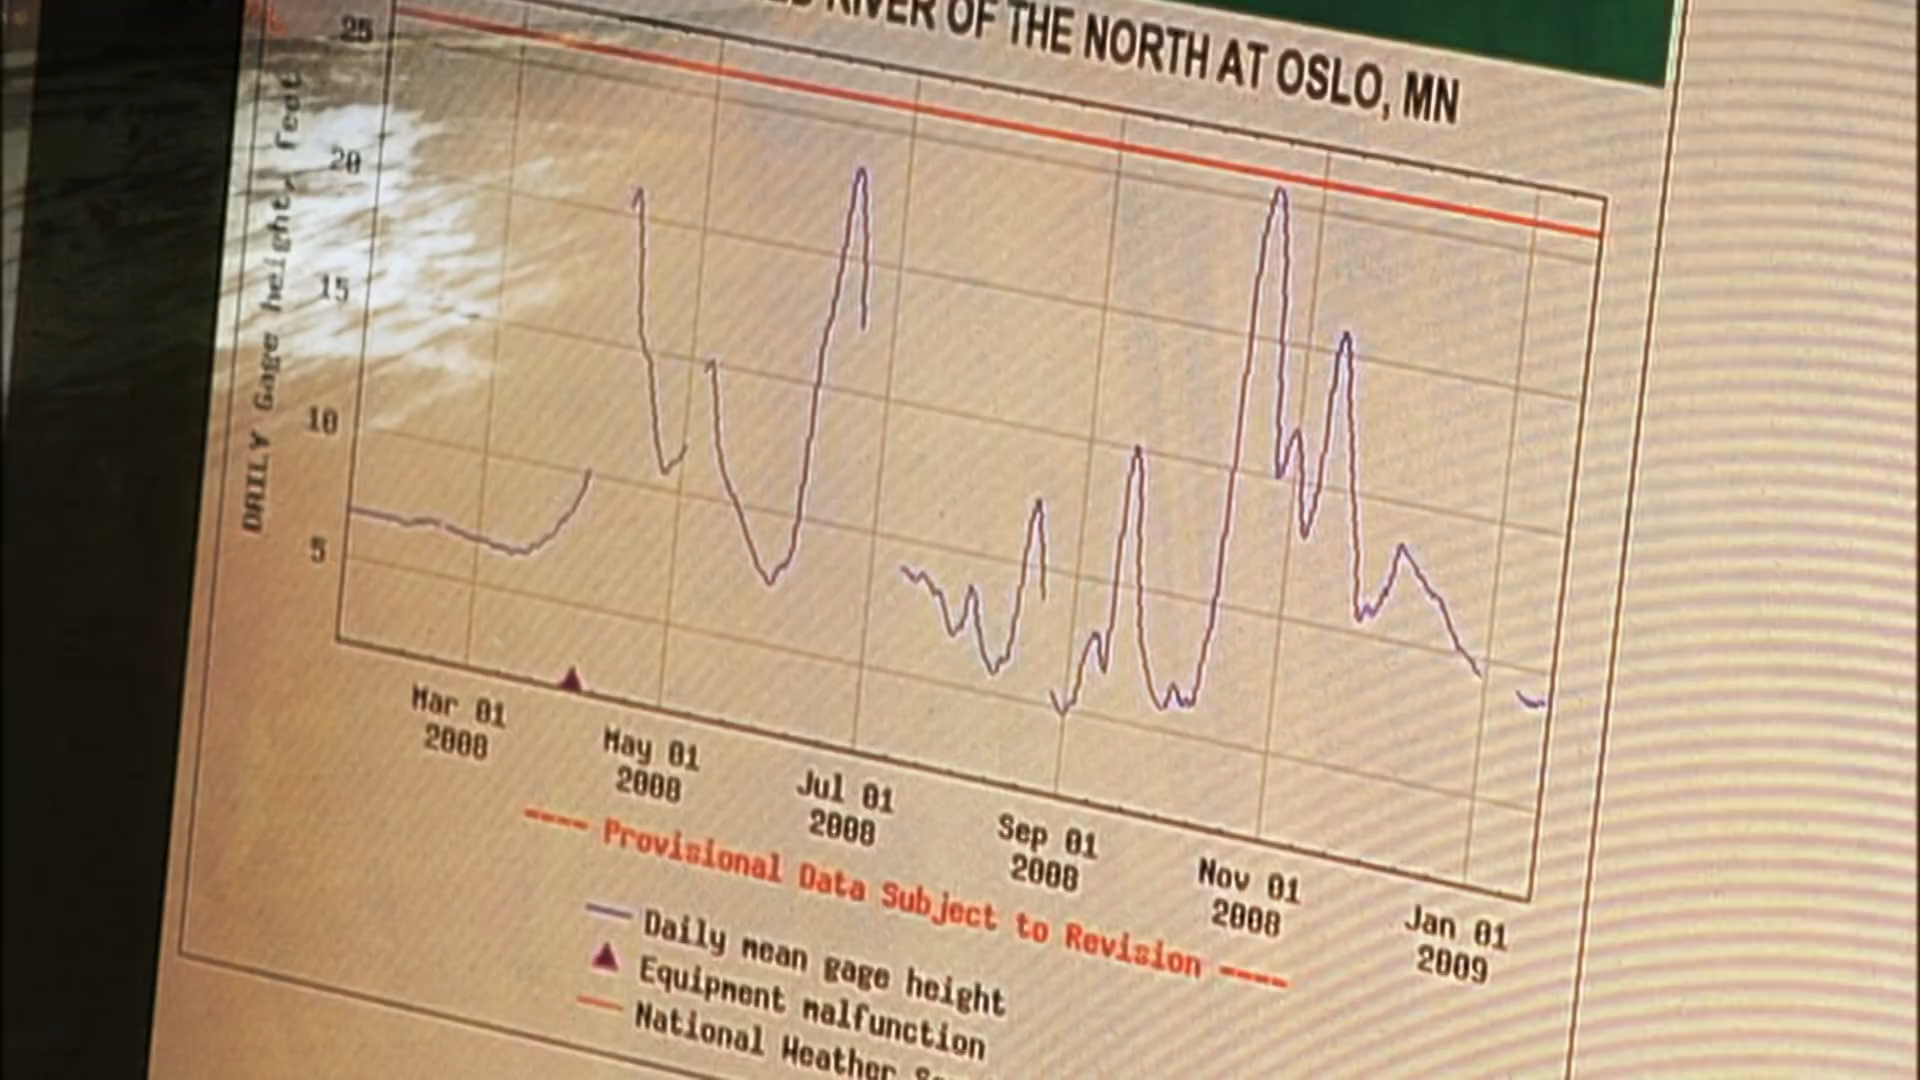 RIVER OF THE NORTH AT OSLO, MN
DAILY Gage height, feet
25
20
15
10
5
Mar 01
2008
May 01
2008
Jul 01
2008
Sep 01
2008
Nov 01
2008
Jan 01
2009
---- Provisional Data Subject to Revision ----
Daily mean gage height
Equipment malfunction
National Weather